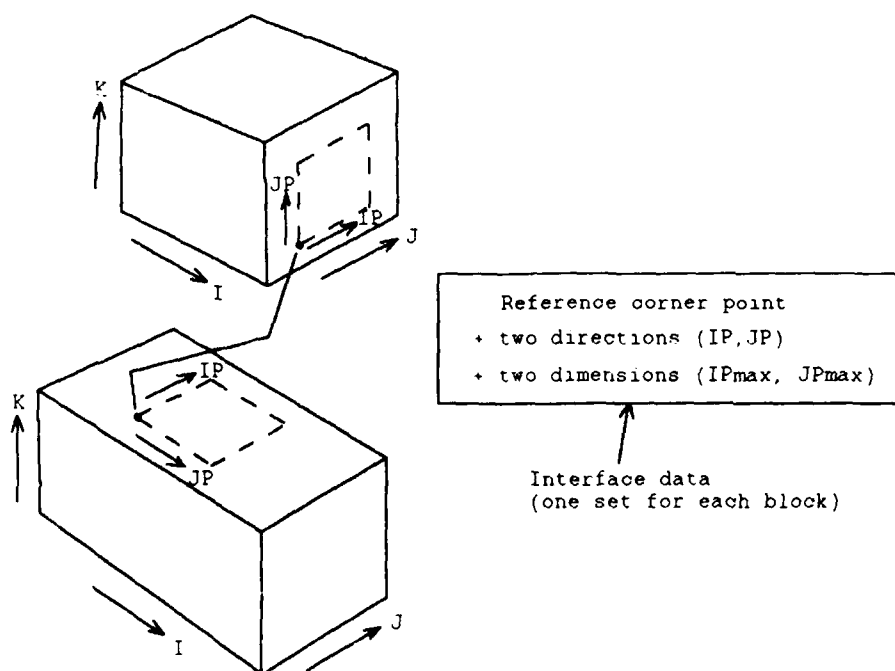 K
JP
IP
J
I
Reference corner point
+ two directions (IP,JP)
+ two dimensions (IPmax, JPmax)
IP
K
JP
Interface data
(one set for each block)
I
J